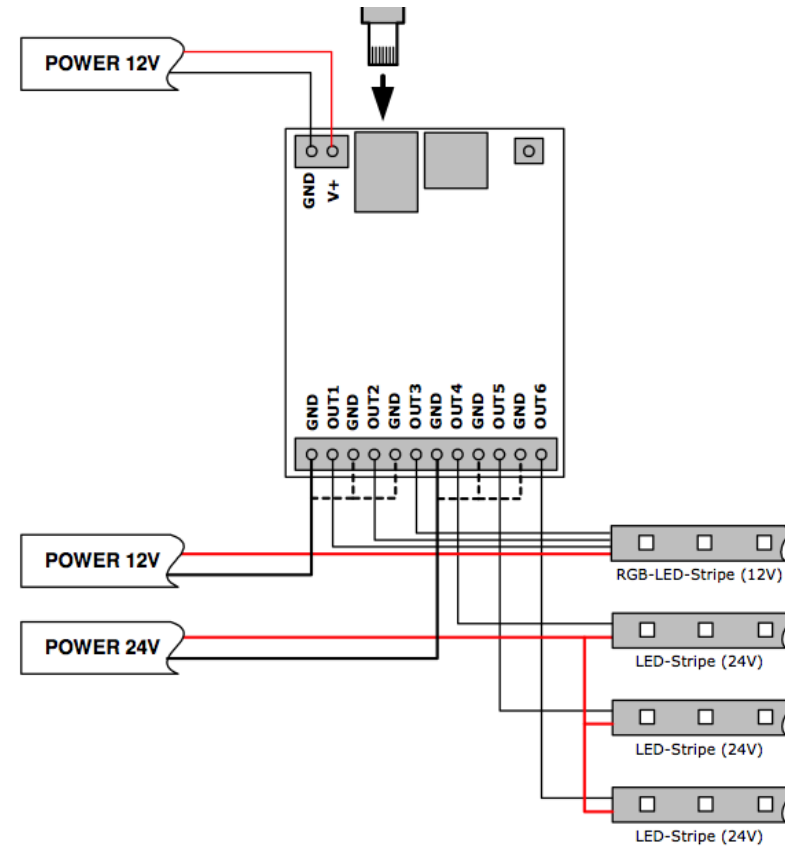 POWER 12V
GND
V+
GND
OUT1
GND
OUT2
GND
OUT3
GND
OUT4
GND
OUT5
GND
OUT6
POWER 12V
RGB-LED-Stripe (12V)
POWER 24V
LED-Stripe (24V)
LED-Stripe (24V)
LED-Stripe (24V)